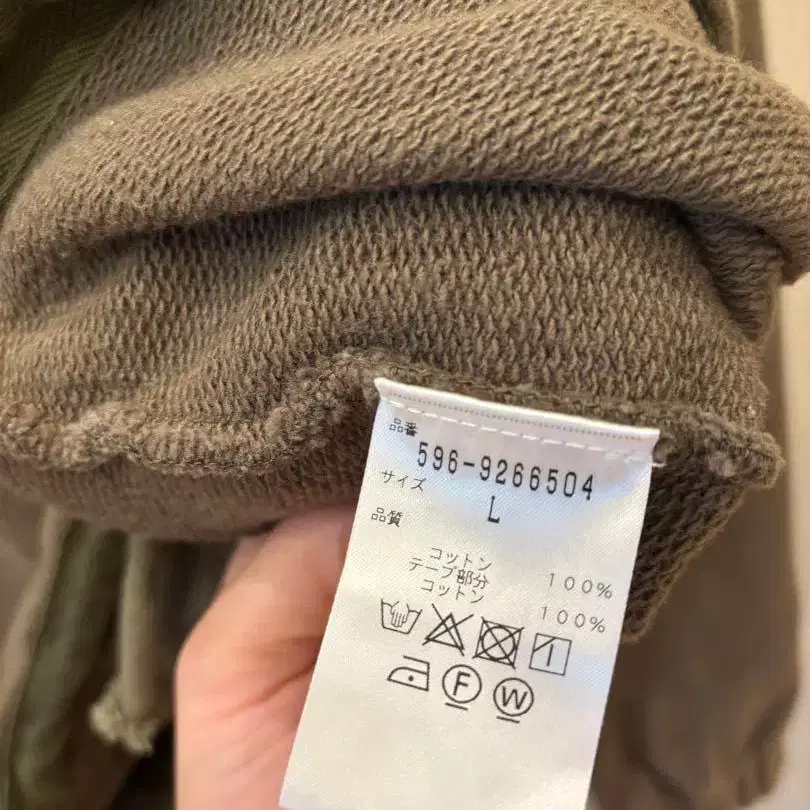 品番
596-9266504
サイズ
L
品質
コットン 100%
テープ部分
コットン 100%
F W